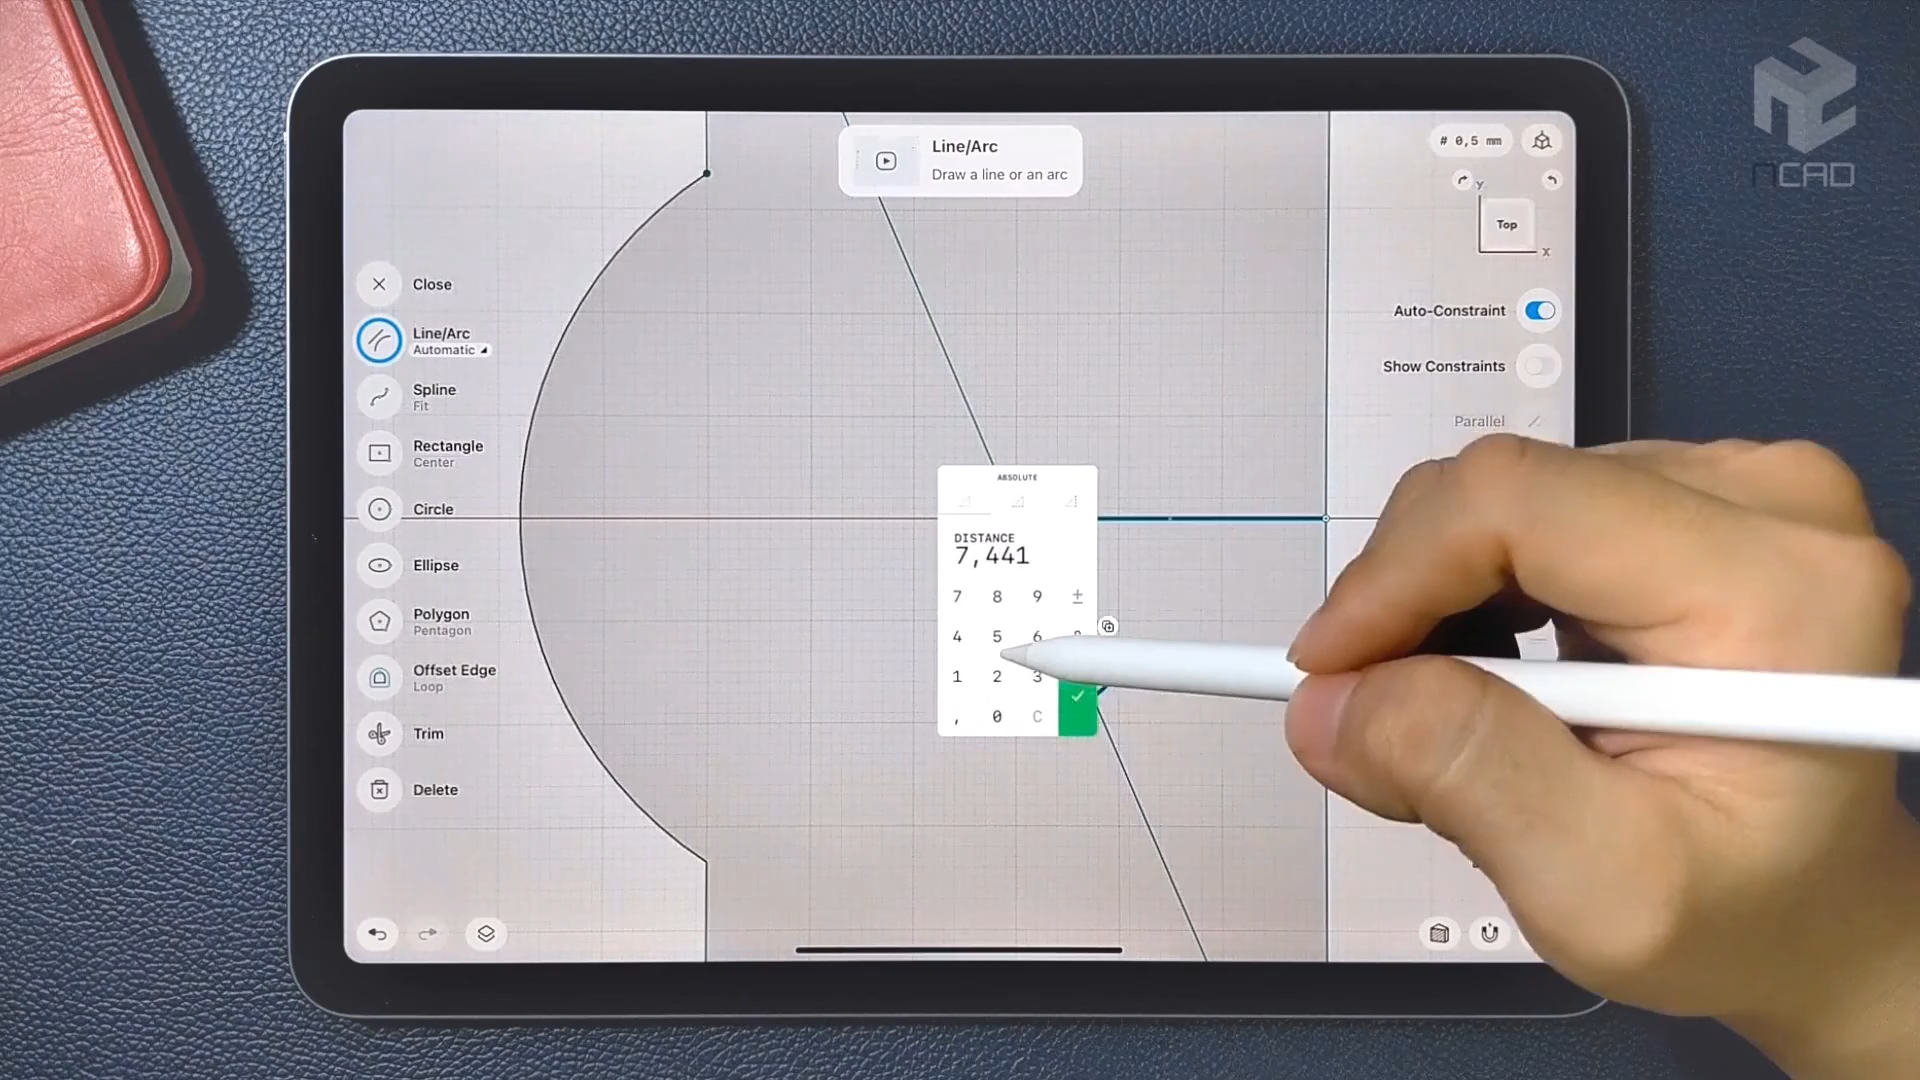 NCAD
Line/Arc
Draw a line or an arc
# 0,5 mm
Y
Top
X
Close
Line/Arc
Automatic
Spline
Fit
Rectangle
Center
Circle
Ellipse
Polygon
Pentagon
Offset Edge
Loop
Trim
Delete
Auto-Constraint
Show Constraints
Parallel
ABSOLUTE
DISTANCE
7,441
7 8 9 ±
4 5 6
1 2 3
, 0 C